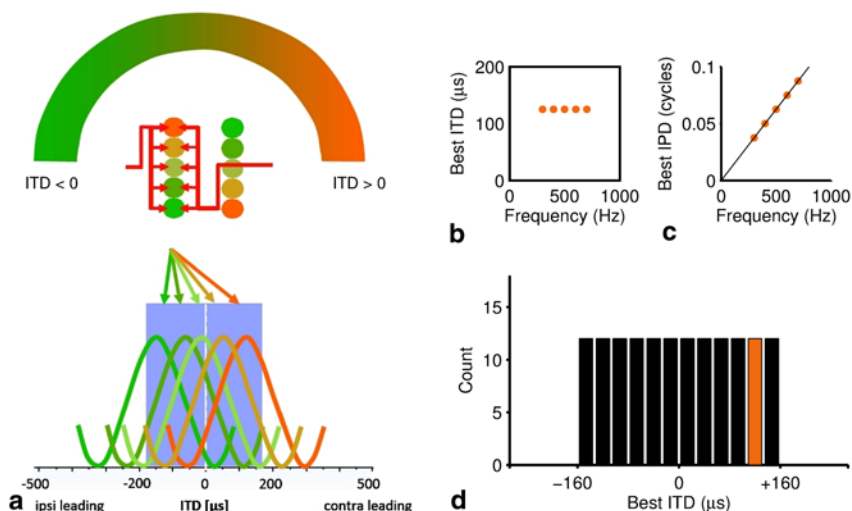 ITD < 0
ITD > 0
-500
-200
0
200
500
a
ipsi leading
ITD [µs]
contra leading
200
100
0
Best ITD (µs)
0
500
1000
Frequency (Hz)
b
0.1
0.05
0
Best IPD (cycles)
0
500
1000
Frequency (Hz)
c
15
10
5
0
Count
−160
0
+160
Best ITD (µs)
d